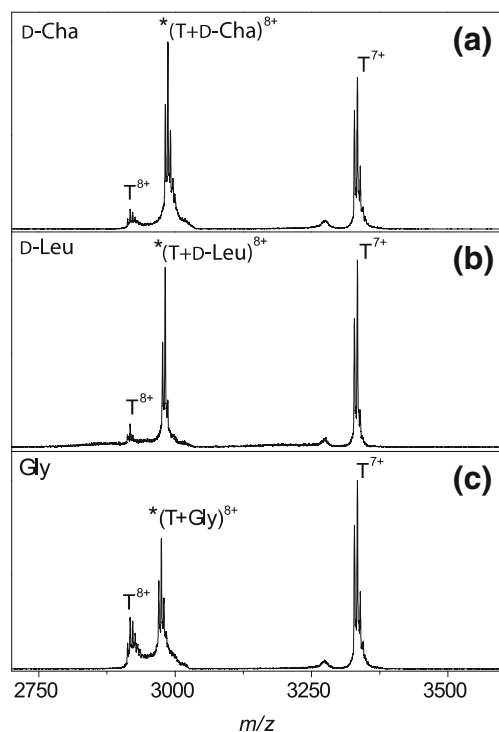 D-Cha
*(T+D-Cha)8+
T8+
T7+
(a)
D-Leu
*(T+D-Leu)8+
T8+
T7+
(b)
Gly
*(T+Gly)8+
T8+
T7+
(c)
2750 3000 3250 3500
m/z